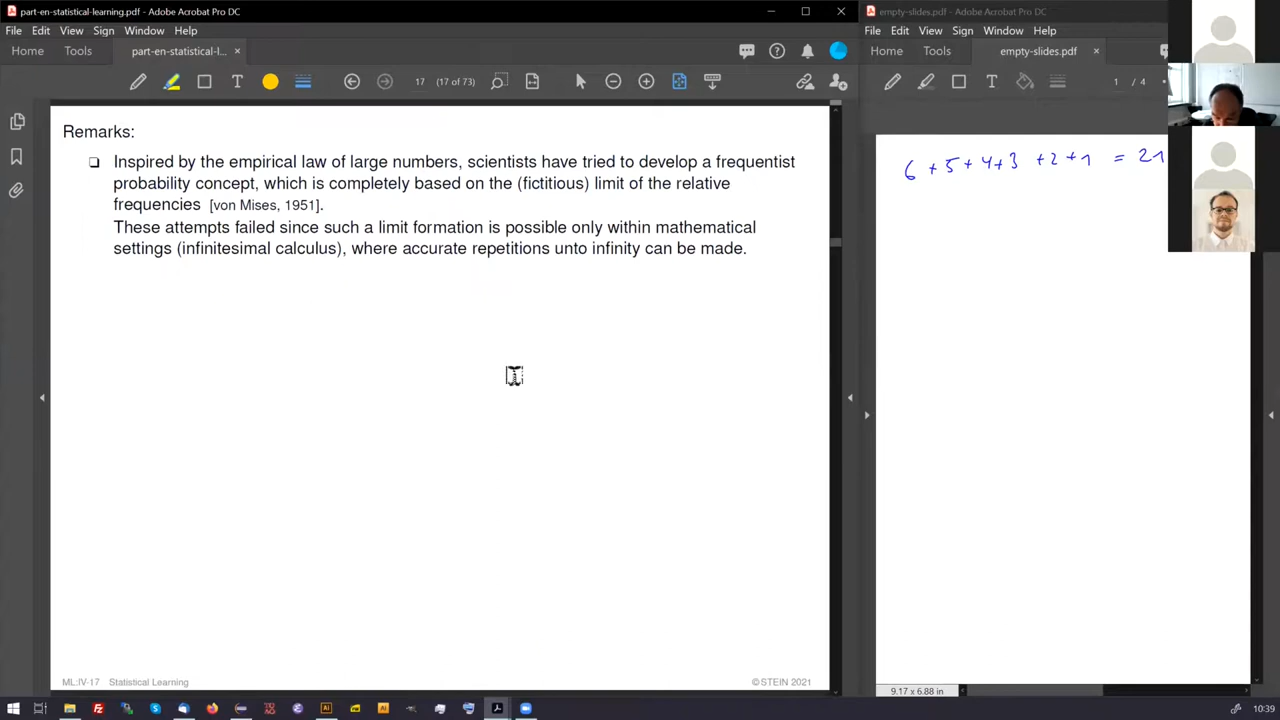 part-en-statistical-learning.pdf - Adobe Acrobat Pro DC
File Edit View Sign Window Help
Home Tools part-en-statistical-l... ×
17 (17 of 73)
Remarks:
❏ Inspired by the empirical law of large numbers, scientists have tried to develop a frequentist
probability concept, which is completely based on the (fictitious) limit of the relative
frequencies [von Mises, 1951].
These attempts failed since such a limit formation is possible only within mathematical
settings (infinitesimal calculus), where accurate repetitions unto infinity can be made.
ML:IV-17 Statistical Learning
© STEIN 2021
empty-slides.pdf - Adobe Acrobat Pro DC
File Edit View Sign Window Help
Home Tools empty-slides.pdf ×
1 / 4
6 + 5 + 4 + 3 + 2 + 1 = 21
9.17 x 6.88 in
10:39